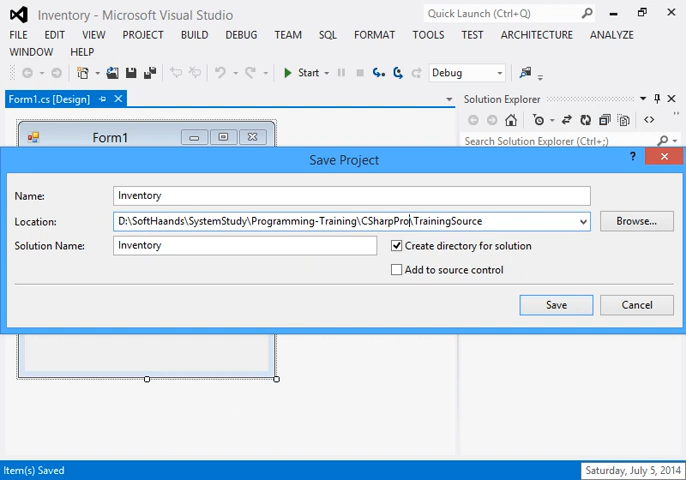 Inventory - Microsoft Visual Studio
Quick Launch (Ctrl+Q)
FILE EDIT VIEW PROJECT BUILD DEBUG TEAM SQL FORMAT TOOLS TEST ARCHITECTURE ANALYZE
WINDOW HELP
Start
Debug
Form1.cs [Design]
Solution Explorer
Form1
Search Solution Explorer (Ctrl+;)
Save Project
Name:
Inventory
Location:
D:\SoftHaands\SystemStudy\Programming-Training\CSharpPro\TrainingSource
Browse...
Solution Name:
Inventory
Create directory for solution
Add to source control
Save
Cancel
Item(s) Saved
Saturday, July 5, 2014